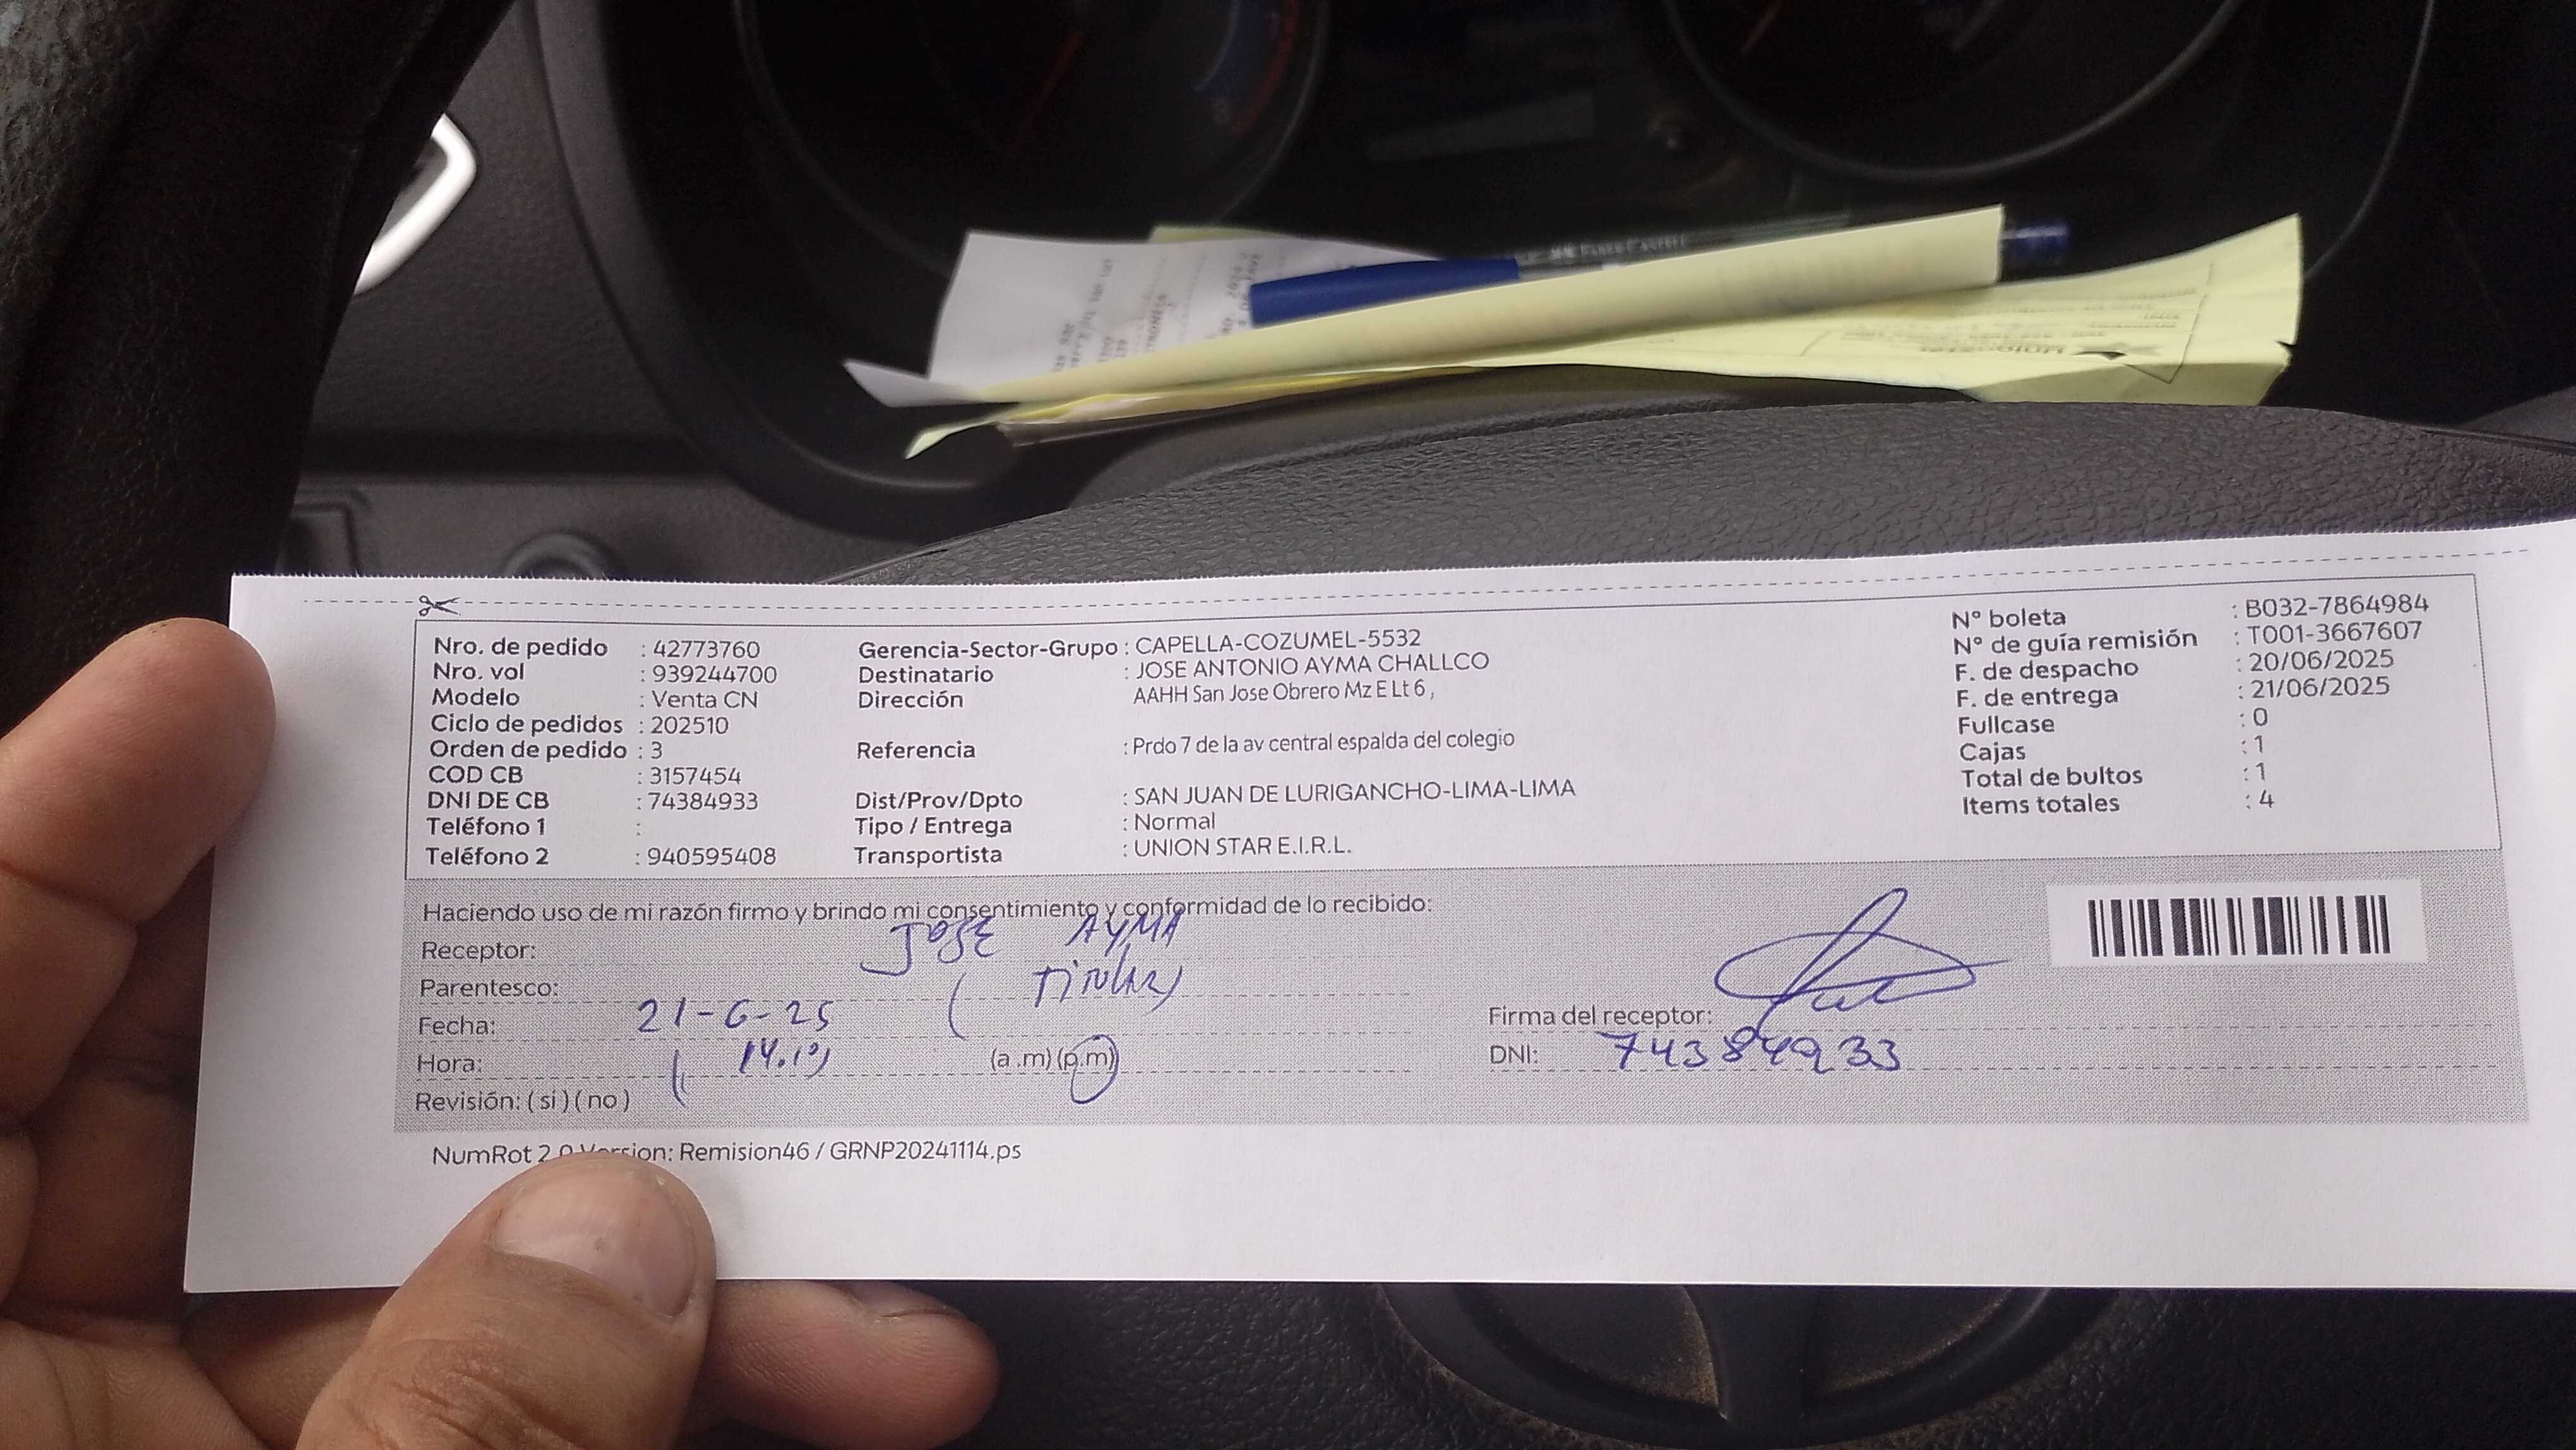 FABER CASTELL
Nro. de pedido : 42773760
Nro. vol : 939244700
Modelo : Venta CN
Ciclo de pedidos : 202510
Orden de pedido : 3
COD CB : 3157454
DNI DE CB : 74384933
Teléfono 1 :
Teléfono 2 : 940595408
Gerencia-Sector-Grupo : CAPELLA-COZUMEL-5532
Destinatario : JOSE ANTONIO AYMA CHALLCO
Dirección AAHH San Jose Obrero Mz E Lt 6 ,
Referencia : Prdo 7 de la av central espalda del colegio
Dist/Prov/Dpto : SAN JUAN DE LURIGANCHO-LIMA-LIMA
Tipo / Entrega : Normal
Transportista : UNION STAR E.I.R.L.
N° boleta : B032-7864984
N° de guía remisión : T001-3667607
F. de despacho : 20/06/2025
F. de entrega : 21/06/2025
Fullcase : 0
Cajas : 1
Total de bultos : 1
Items totales : 4
Haciendo uso de mi razón firmo y brindo mi consentimiento y conformidad de lo recibido:
Receptor: JOSE AYMA
Parentesco: (Titular)
Fecha: 21-6-25
Hora: (a .m) (p.m)
Revisión: ( si ) ( no )
Firma del receptor:
DNI: 74384933
NumRot 2.0 Version: Remision46 / GRNP20241114.ps